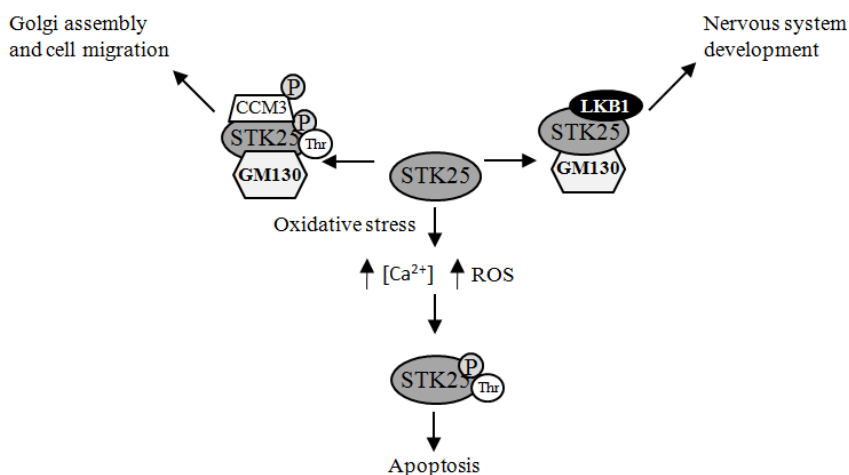 Golgi assembly
and cell migration
Nervous system
development
P
CCM3
P
STK25
Thr
GM130
LKB1
STK25
GM130
STK25
Oxidative stress
[Ca²⁺] ROS
P
STK25
Thr
Apoptosis